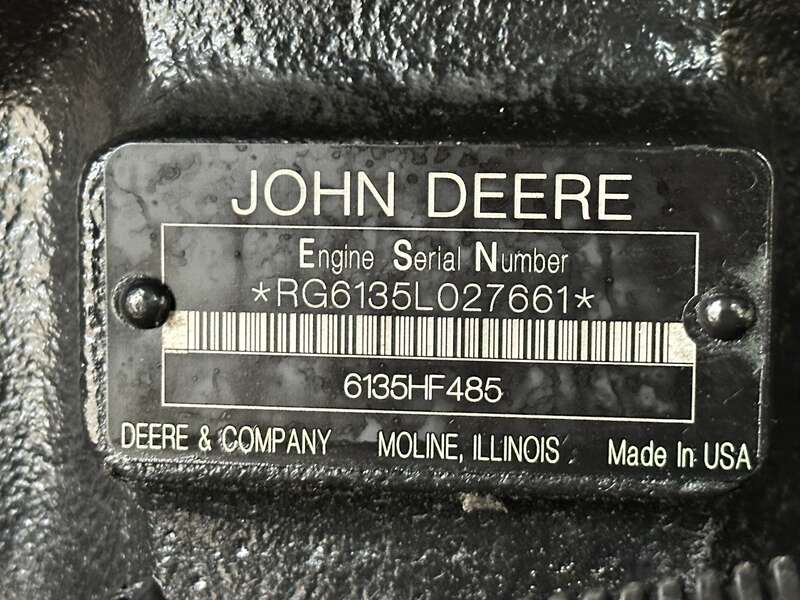 JOHN DEERE
Engine Serial Number
*RG6135L027661*
6135HF485
DEERE & COMPANY MOLINE, ILLINOIS Made In USA